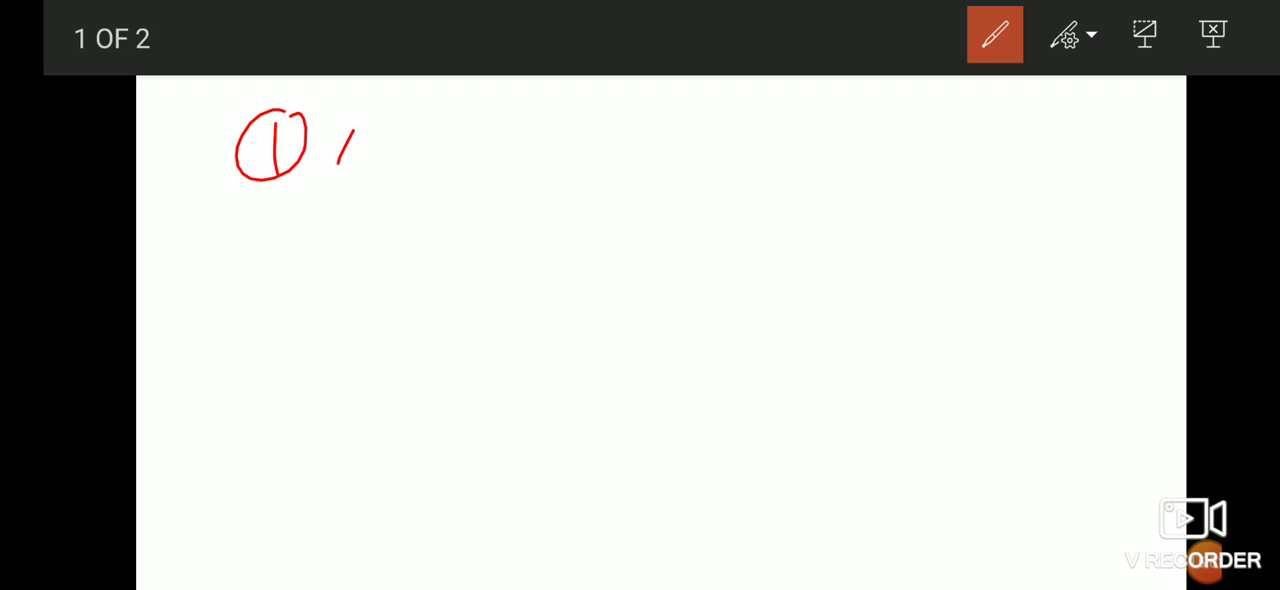 1 OF 2
①
V RECORDER